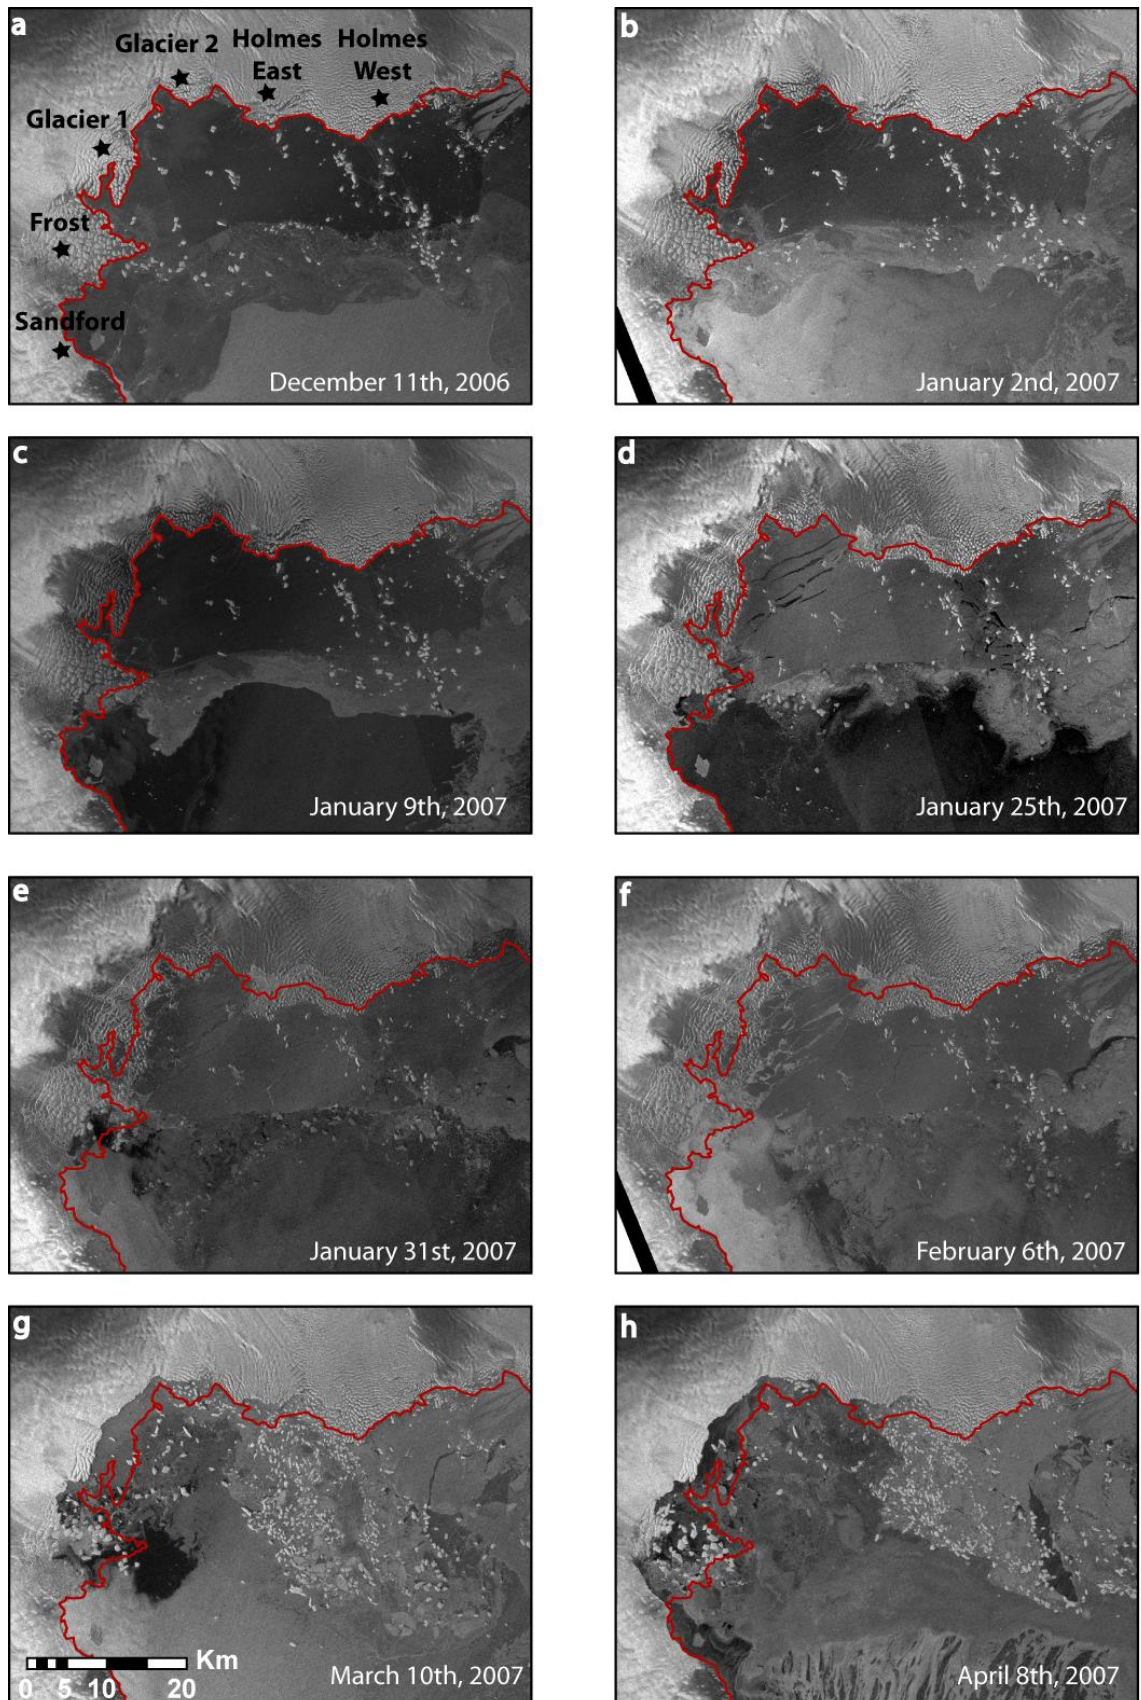 a
Glacier 2
Holmes
East
Holmes
West
Glacier 1
Frost
Sandford
December 11th, 2006
b
January 2nd, 2007
c
January 9th, 2007
d
January 25th, 2007
e
January 31st, 2007
f
February 6th, 2007
g
Km
0 5 10 20
March 10th, 2007
h
April 8th, 2007